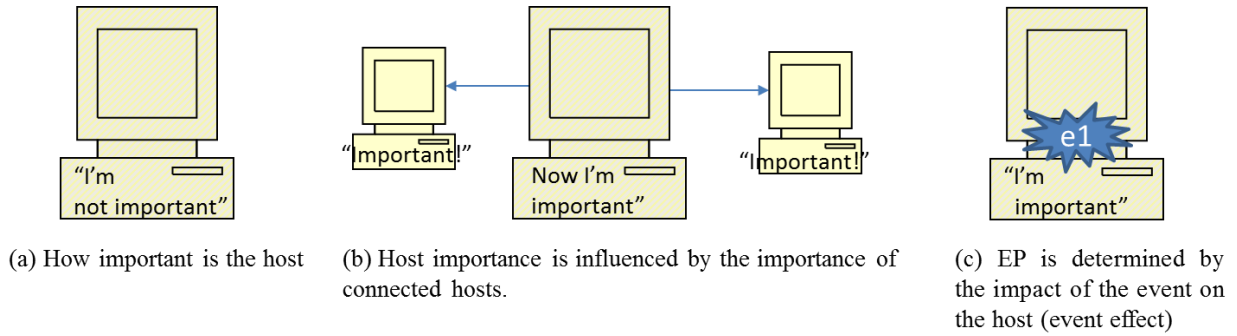 “I’m
not important”
(a) How important is the host
“Important!”
Now I’m
important”
“Important!”
(b) Host importance is influenced by the importance of
connected hosts.
e1
“I’m
important”
(c) EP is determined by
the impact of the event on
the host (event effect)